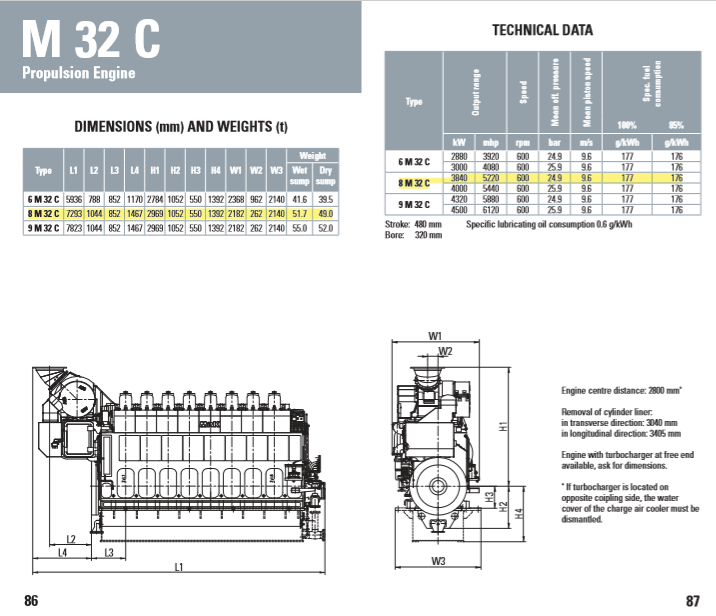 M 32 C
Propulsion Engine
DIMENSIONS (mm) AND WEIGHTS (t)
Type L1 L2 L3 L4 H1 H2 H3 H4 W1 W2 W3 Weight
Wet sump Dry sump
6 M 32 C 5936 788 852 1170 2784 1052 550 1392 2368 962 2140 41.6 39.5
8 M 32 C 7293 1044 852 1467 2969 1052 550 1392 2182 262 2140 51.7 49.0
9 M 32 C 7823 1044 852 1467 2969 1052 550 1392 2182 262 2140 55.0 52.0
TECHNICAL DATA
Type Output range Speed Mean eff. pressure Mean piston speed Spec. fuel consumption
100% 85%
kW mhp rpm bar m/s g/kWh g/kWh
6 M 32 C 2880 3920 600 24.9 9.6 177 176
3000 4080 600 25.9 9.6 177 176
8 M 32 C 3840 5220 600 24.9 9.6 177 176
4000 5440 600 25.9 9.6 177 176
9 M 32 C 4320 5880 600 24.9 9.6 177 176
4500 6120 600 25.9 9.6 177 176
Stroke: 480 mm Specific lubricating oil consumption 0.6 g/kWh
Bore: 320 mm
L2
L4 L3
L1
W1
W2
H1
H3
H2
H4
W3
Engine centre distance: 2800 mm*
Removal of cylinder liner:
in transverse direction: 3040 mm
in longitudinal direction: 3405 mm
Engine with turbocharger at free end
available, ask for dimensions.
* If turbocharger is located on
opposite coipling side, the water
cover of the charge air cooler must be
dismantled.
86
87